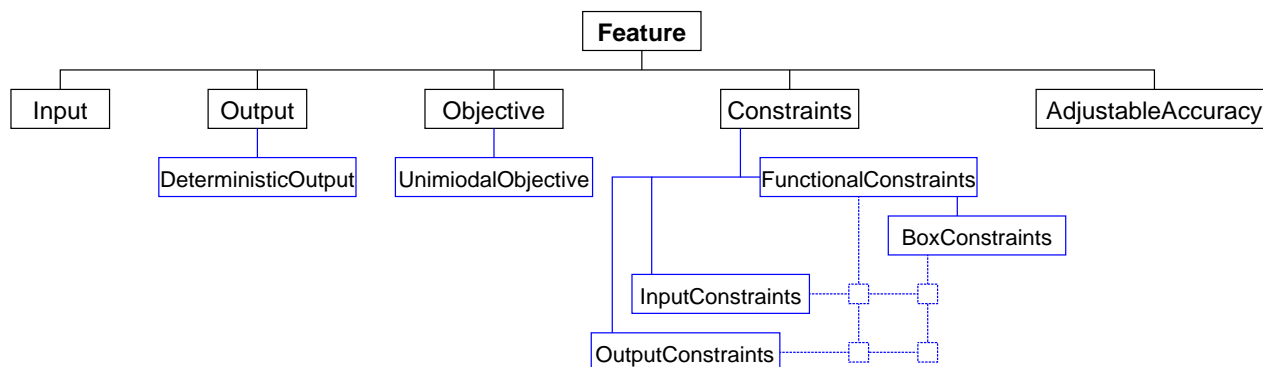 Feature
Input
Output
Objective
Constraints
AdjustableAccuracy
DeterministicOutput
UnimiodalObjective
FunctionalConstraints
BoxConstraints
InputConstraints
OutputConstraints